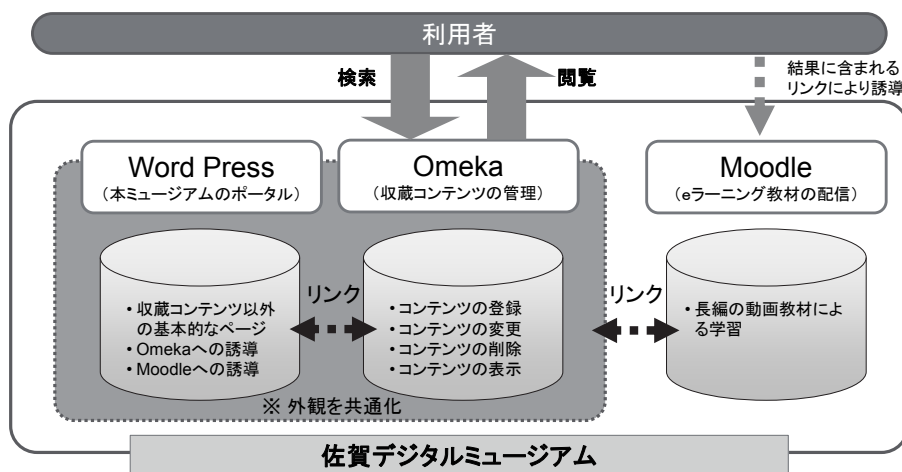 利用者
検索
閲覧
結果に含まれる
リンクにより誘導
Word Press
（本ミュージアムのポータル）
Omeka
（収蔵コンテンツの管理）
Moodle
（eラーニング教材の配信）
・収蔵コンテンツ以外
の基本的なページ
・Omekaへの誘導
・Moodleへの誘導
リンク
・コンテンツの登録
・コンテンツの変更
・コンテンツの削除
・コンテンツの表示
リンク
・長編の動画教材によ
る学習
※ 外観を共通化
佐賀デジタルミュージアム